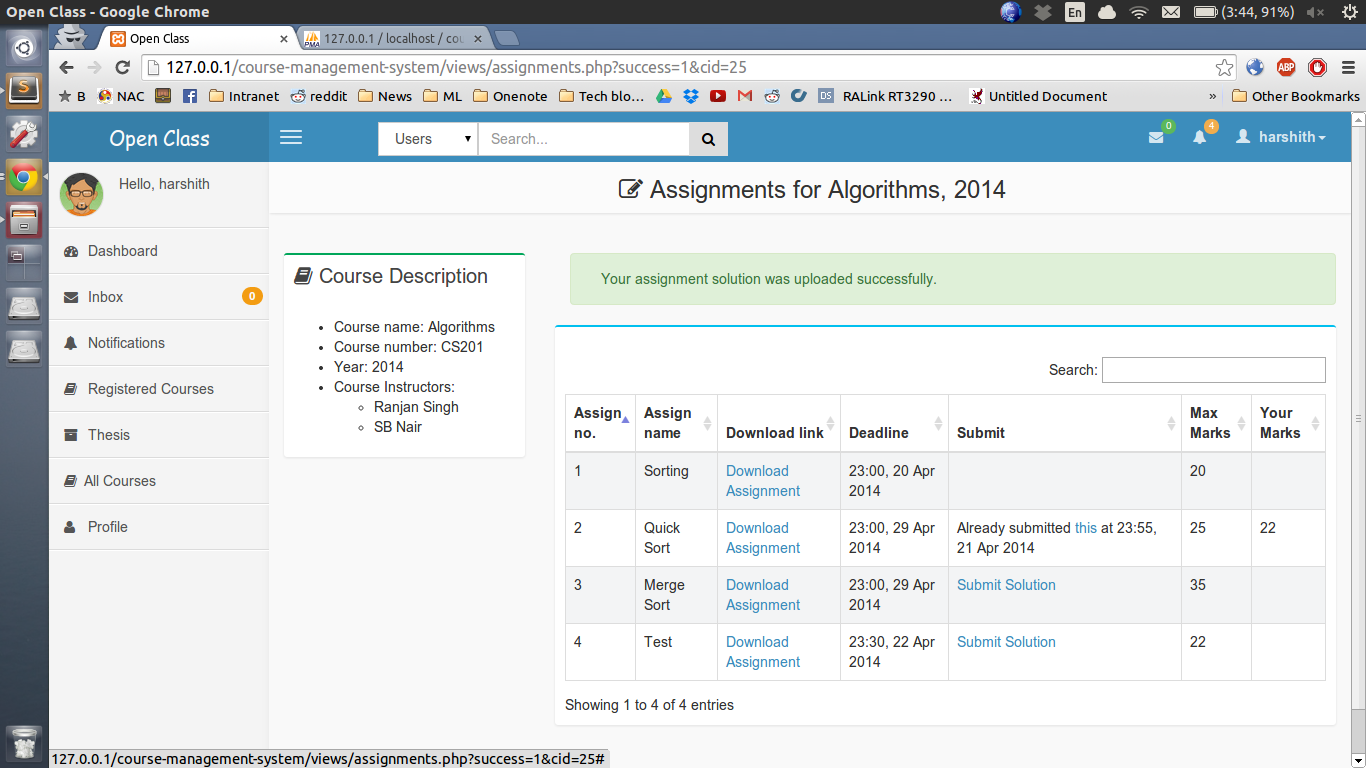 Open Class - Google Chrome
En
(3:44, 91%)
Open Class
PMA
127.0.0.1 / localhost / cou
127.0.0.1/course-management-system/views/assignments.php?success=1&cid=25
ABP
B
NAC
Intranet
reddit
News
ML
Onenote
Tech blo...
DS
RALink RT3290 ...
Untitled Document
»
Other Bookmarks
Open Class
Users
Search...
0
4
harshith
Hello, harshith
Dashboard
Inbox
0
Notifications
Registered Courses
Thesis
All Courses
Profile
Assignments for Algorithms, 2014
Course Description
Course name: Algorithms
Course number: CS201
Year: 2014
Course Instructors:
Ranjan Singh
SB Nair
Your assignment solution was uploaded successfully.
Search:
Assign no. Assign name Download link Deadline Submit Max Marks Your Marks
1 Sorting Download Assignment 23:00, 20 Apr 2014 20
2 Quick Sort Download Assignment 23:00, 29 Apr 2014 Already submitted this at 23:55, 21 Apr 2014 25 22
3 Merge Sort Download Assignment 23:00, 29 Apr 2014 Submit Solution 35
4 Test Download Assignment 23:30, 22 Apr 2014 Submit Solution 22
Showing 1 to 4 of 4 entries
127.0.0.1/course-management-system/views/assignments.php?success=1&cid=25#